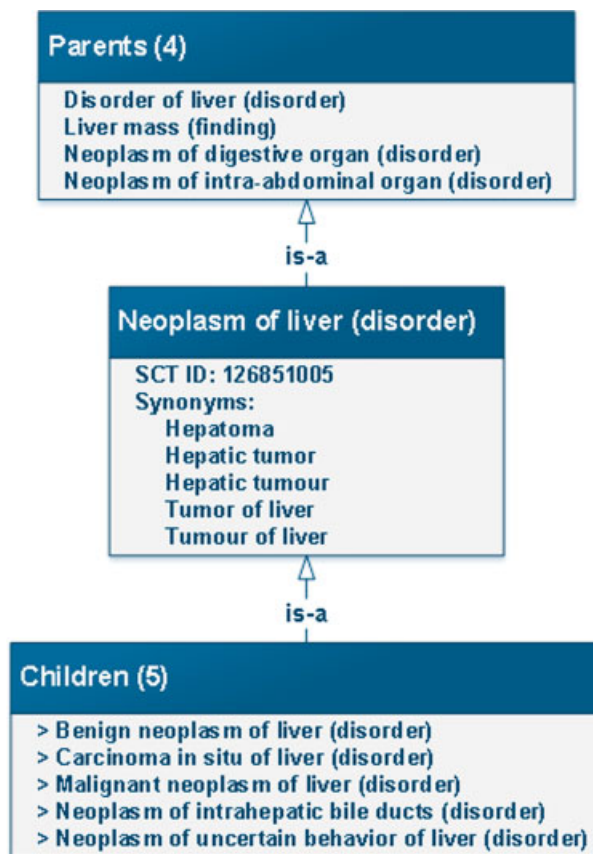 Parents (4)
Disorder of liver (disorder)
Liver mass (finding)
Neoplasm of digestive organ (disorder)
Neoplasm of intra-abdominal organ (disorder)
is-a
Neoplasm of liver (disorder)
SCT ID: 126851005
Synonyms:
Hepatoma
Hepatic tumor
Hepatic tumour
Tumor of liver
Tumour of liver
is-a
Children (5)
> Benign neoplasm of liver (disorder)
> Carcinoma in situ of liver (disorder)
> Malignant neoplasm of liver (disorder)
> Neoplasm of intrahepatic bile ducts (disorder)
> Neoplasm of uncertain behavior of liver (disorder)